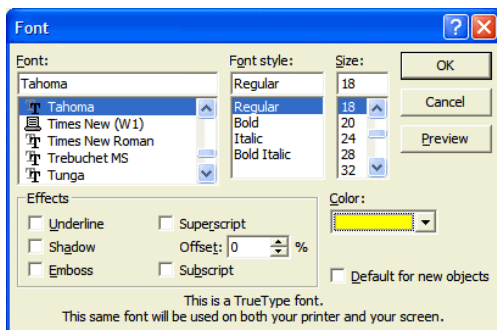 Font
Font: Font style: Size:
Tahoma Regular 18 OK
Tahoma Regular 18
Times New (W1) Bold 20 Cancel
Times New Roman Italic 24
Trebuchet MS Bold Italic 28 Preview
Tunga 32
Effects Color:
Underline Superscript
Shadow Offset: 0 %
Emboss Subscript Default for new objects
This is a TrueType font.
This same font will be used on both your printer and your screen.